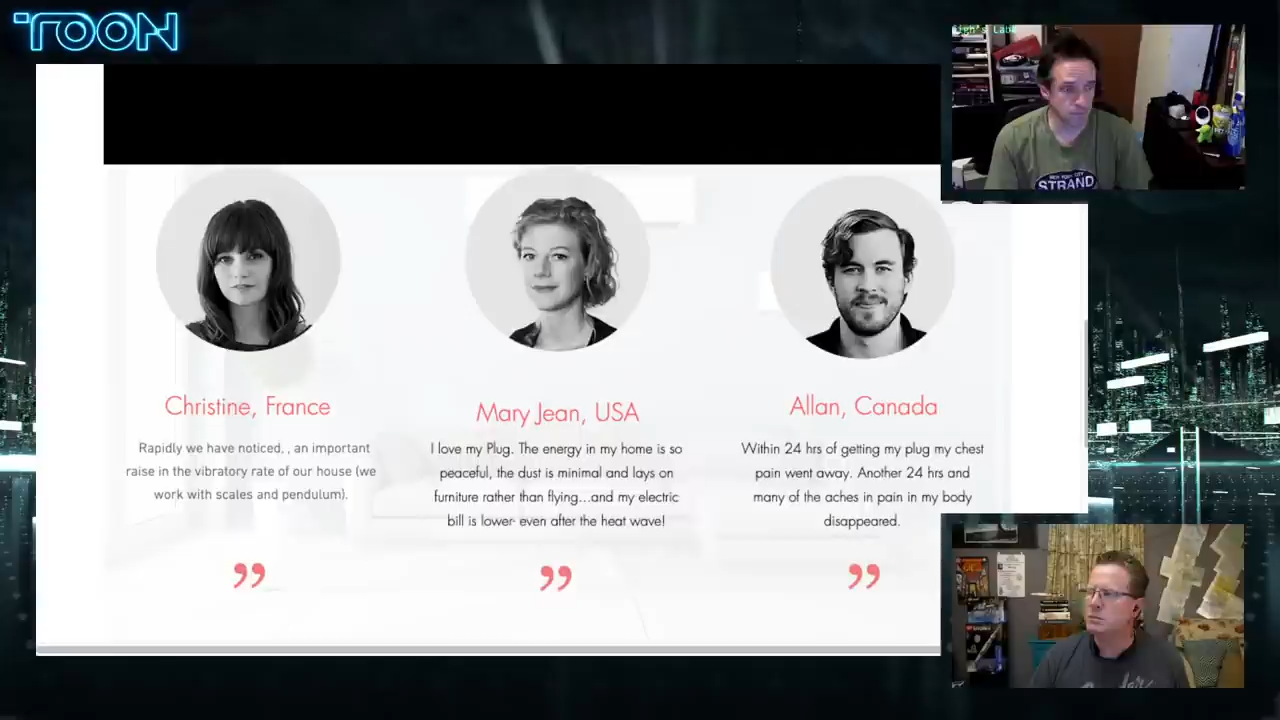 TOON
NEW YORK CITY
STRAND
Christine, France
Rapidly we have noticed, , an important
raise in the vibratory rate of our house (we
work with scales and pendulum).
”
Mary Jean, USA
I love my Plug. The energy in my home is so
peaceful, the dust is minimal and lays on
furniture rather than flying...and my electric
bill is lower- even after the heat wave!
”
Allan, Canada
Within 24 hrs of getting my plug my chest
pain went away. Another 24 hrs and
many of the aches in pain in my body
disappeared.
”